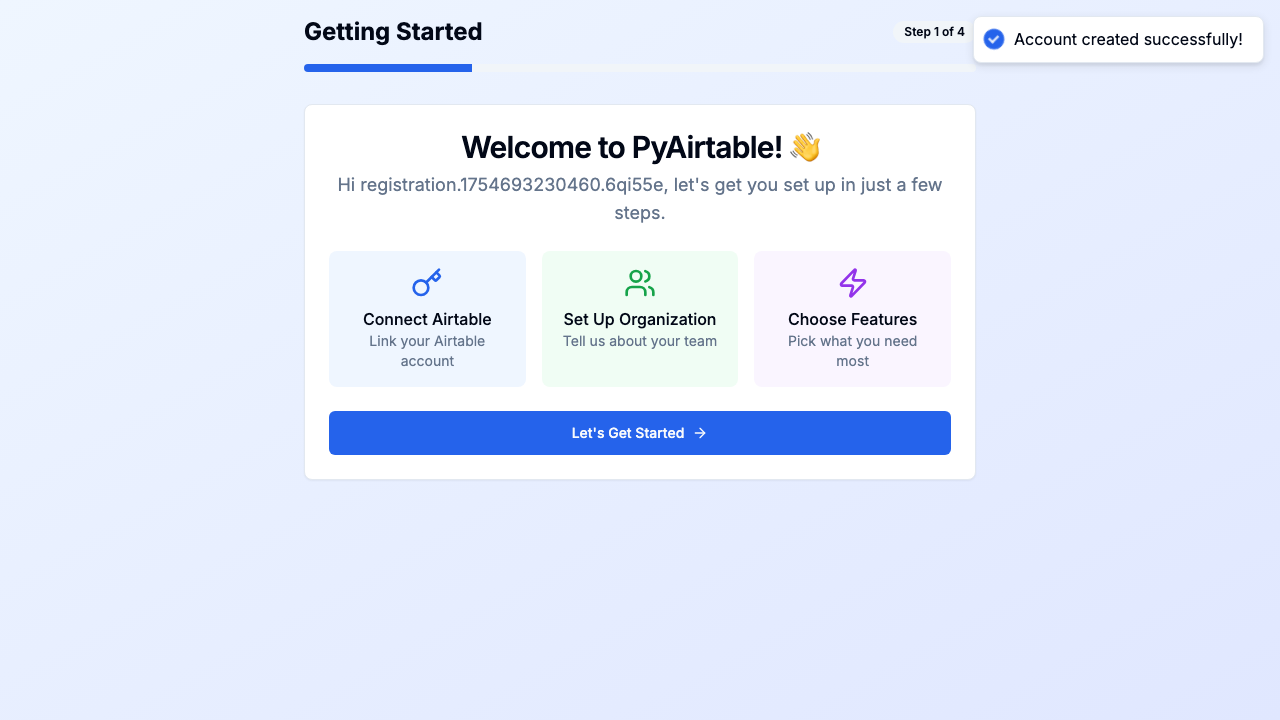 Getting Started
Step 1 of 4
Account created successfully!
Welcome to PyAirtable! 👋
Hi registration.1754693230460.6qi55e, let's get you set up in just a few
steps.
Connect Airtable
Link your Airtable
account
Set Up Organization
Tell us about your team
Choose Features
Pick what you need
most
Let's Get Started